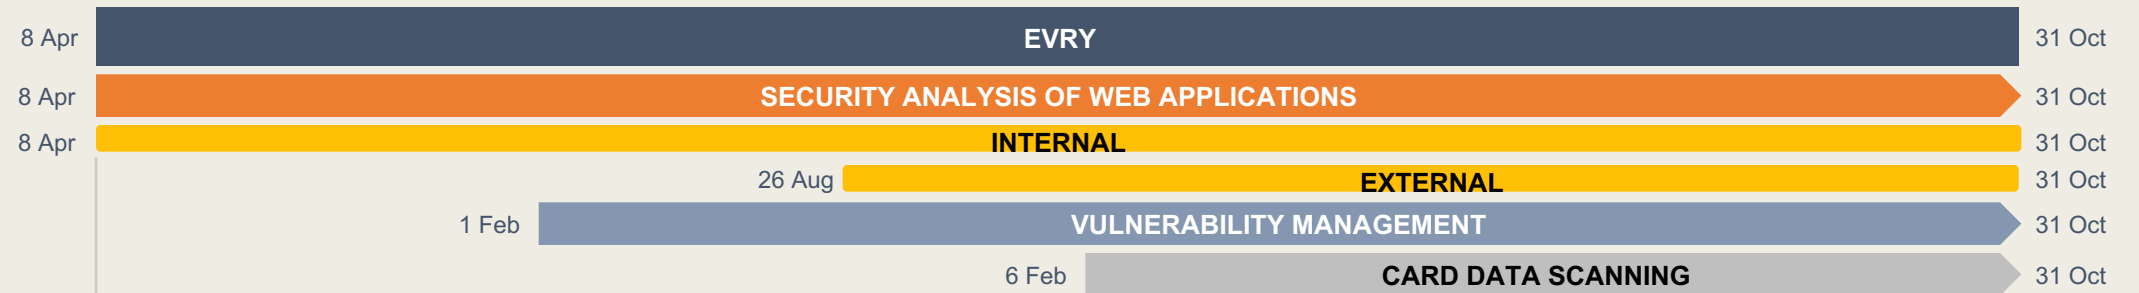 8 Apr EVRY 31 Oct
8 Apr SECURITY ANALYSIS OF WEB APPLICATIONS 31 Oct
8 Apr INTERNAL 31 Oct
26 Aug EXTERNAL 31 Oct
1 Feb VULNERABILITY MANAGEMENT 31 Oct
6 Feb CARD DATA SCANNING 31 Oct